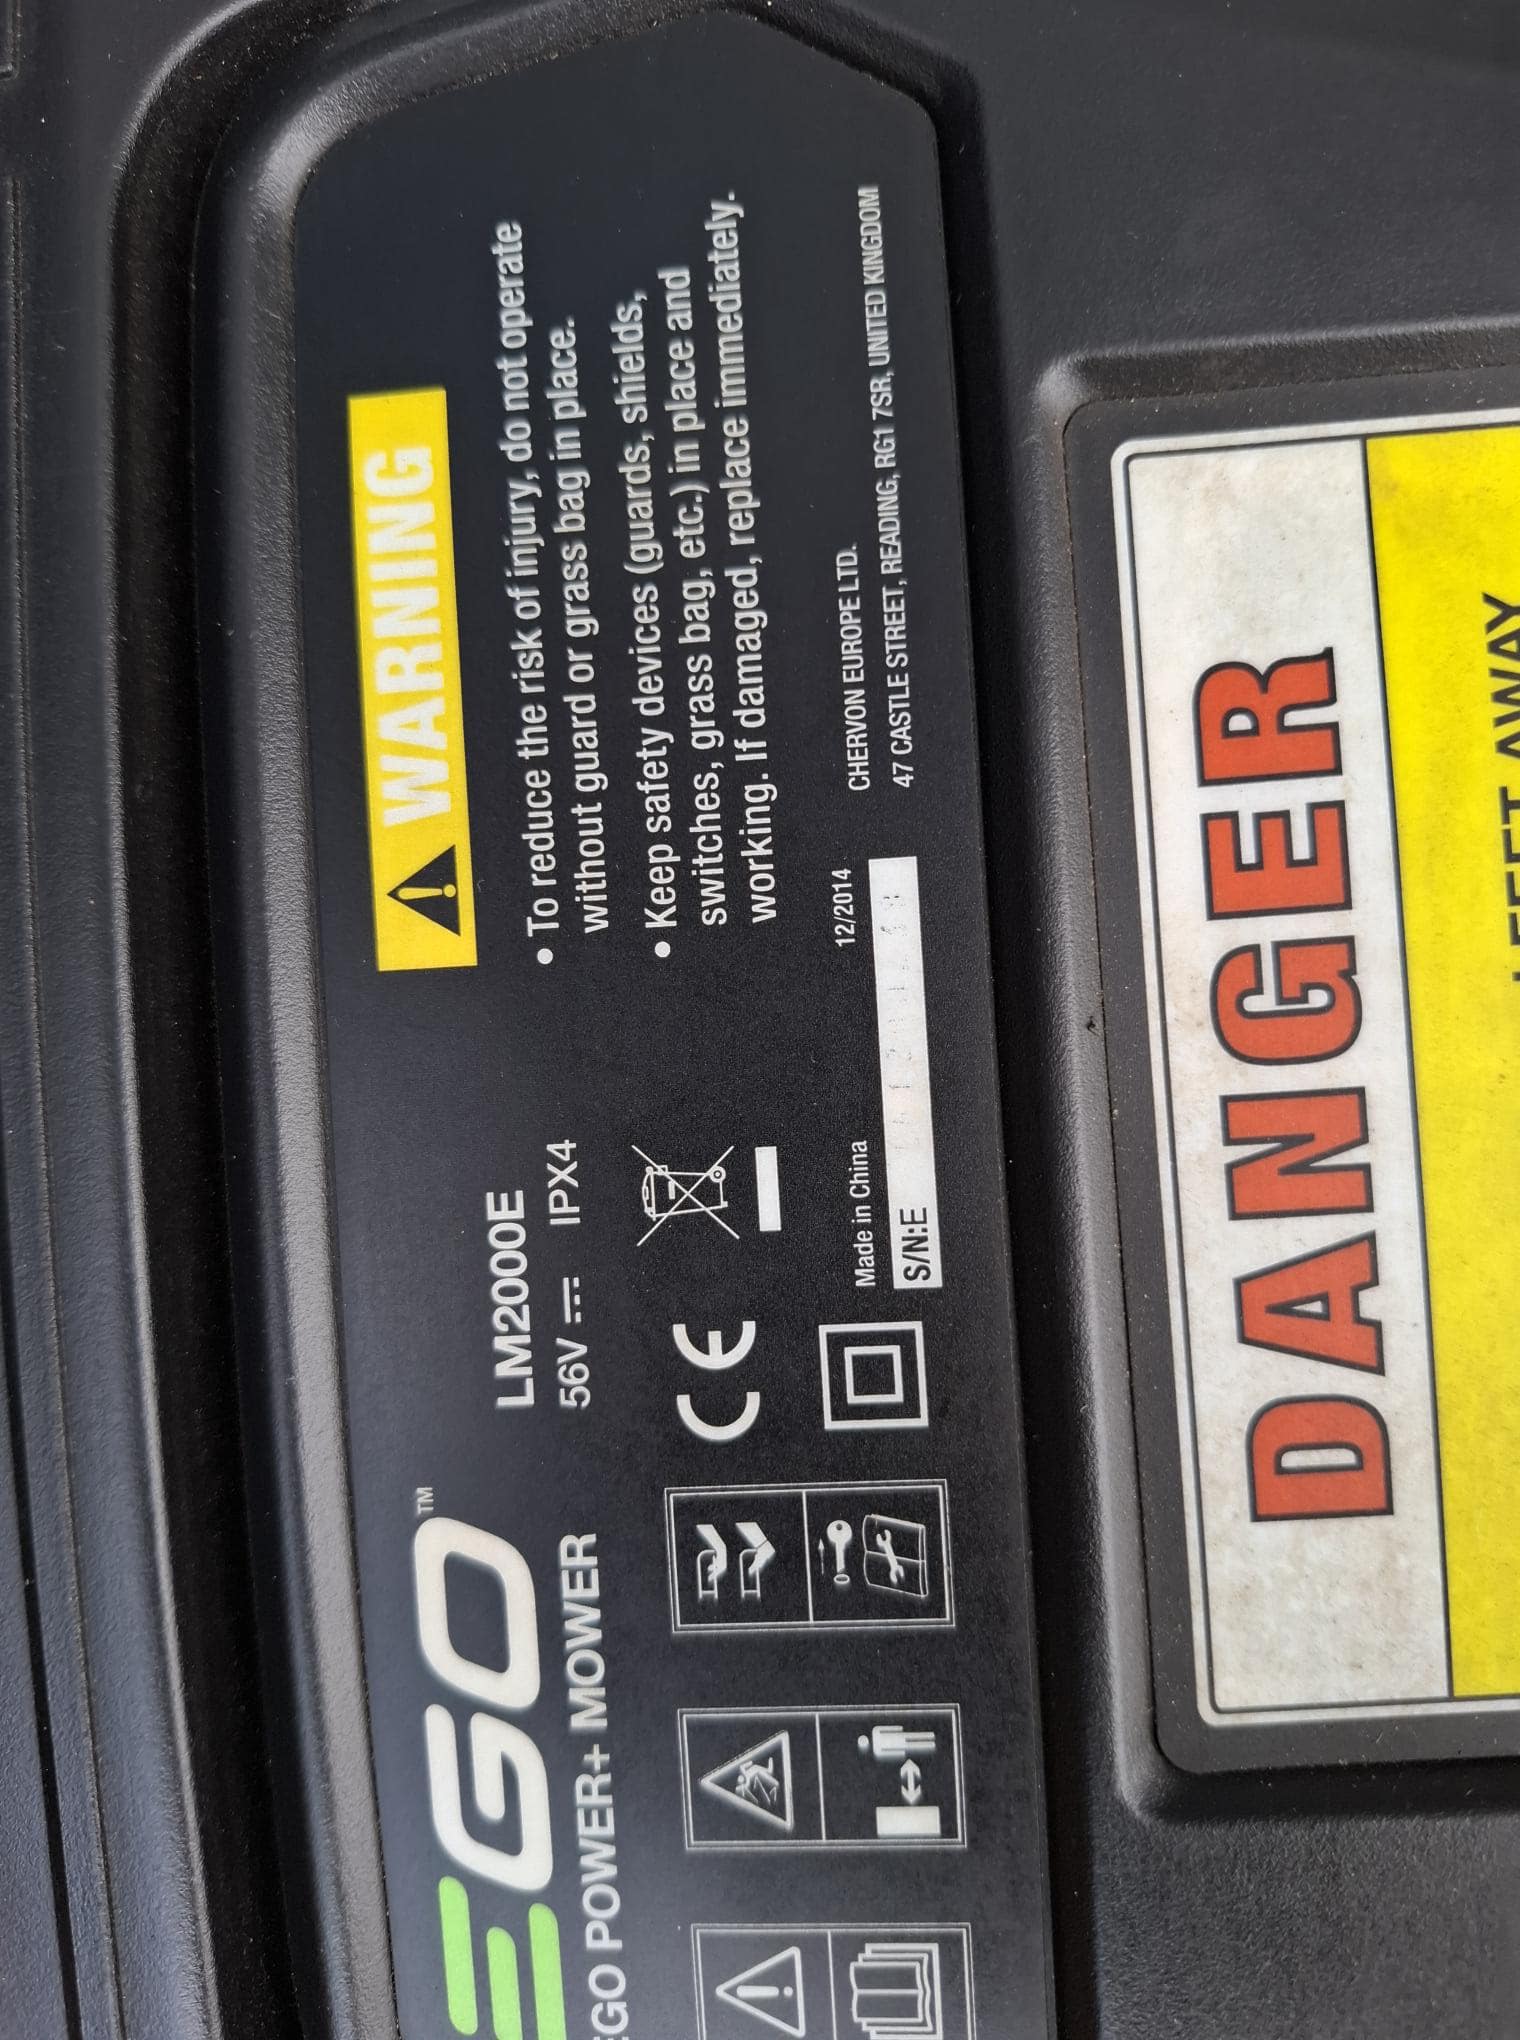 EGO™
EGO POWER+ MOWER
LM2000E
56V IPX4
CE
Made in China
12/2014
S/N:E
WARNING
• To reduce the risk of injury, do not operate
without guard or grass bag in place.
• Keep safety devices (guards, shields,
switches, grass bag, etc.) in place and
working. If damaged, replace immediately.
CHERVON EUROPE LTD.
47 CASTLE STREET, READING, RG1 7SR, UNITED KINGDOM
DANGER
FEET AWAY